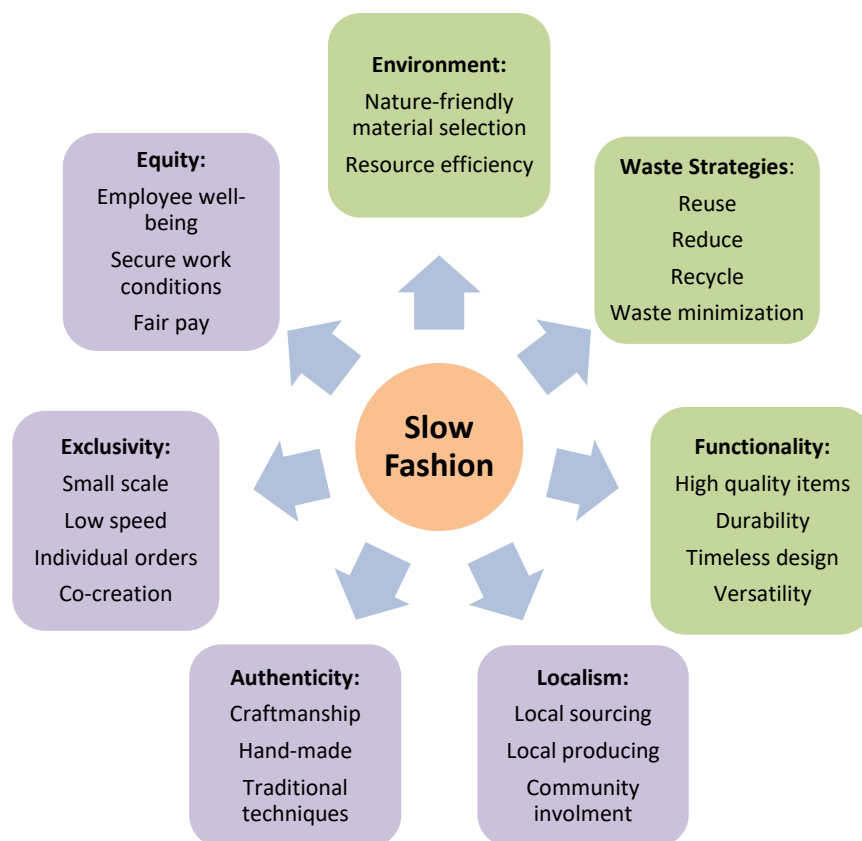 Environment:
Nature-friendly
material selection
Resource efficiency
Waste Strategies:
Reuse
Reduce
Recycle
Waste minimization
Functionality:
High quality items
Durability
Timeless design
Versatility
Localism:
Local sourcing
Local producing
Community
involment
Authenticity:
Craftmanship
Hand-made
Traditional
techniques
Exclusivity:
Small scale
Low speed
Individual orders
Co-creation
Equity:
Employee well-
being
Secure work
conditions
Fair pay
Slow
Fashion